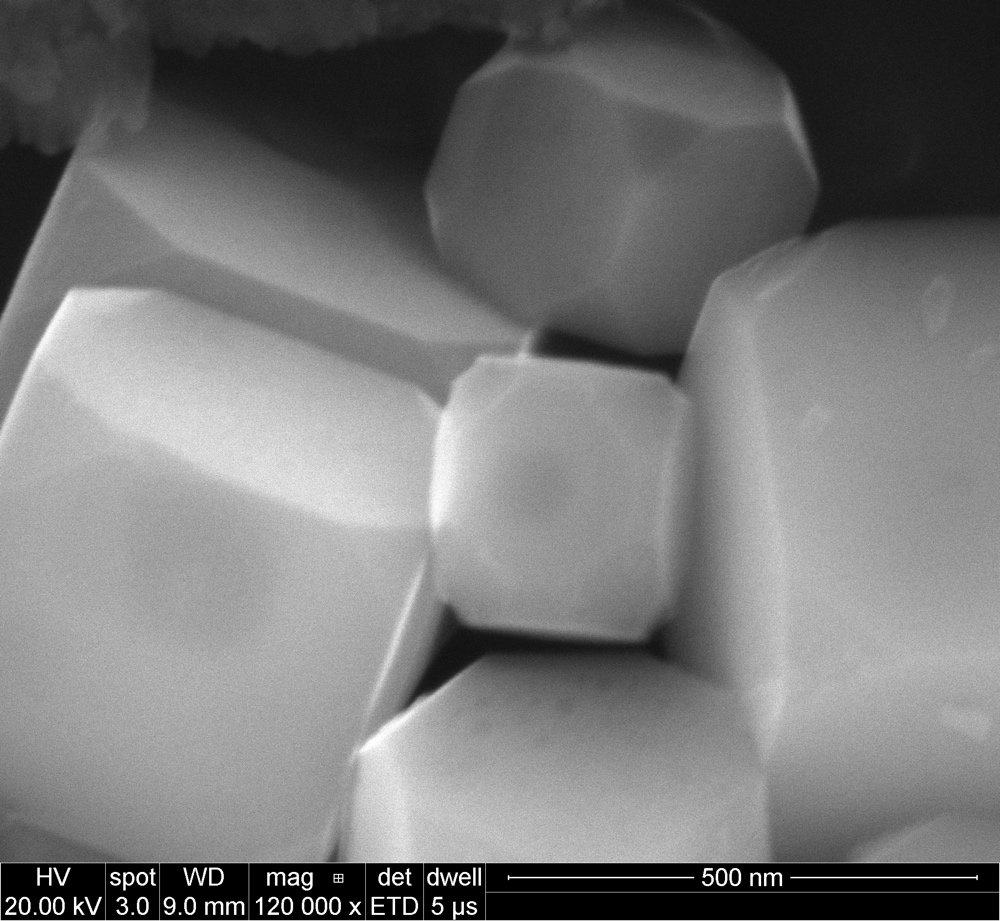 HV spot WD mag ⊞ det dwell
20.00 kV 3.0 9.0 mm 120 000 x ETD 5 µs 500 nm